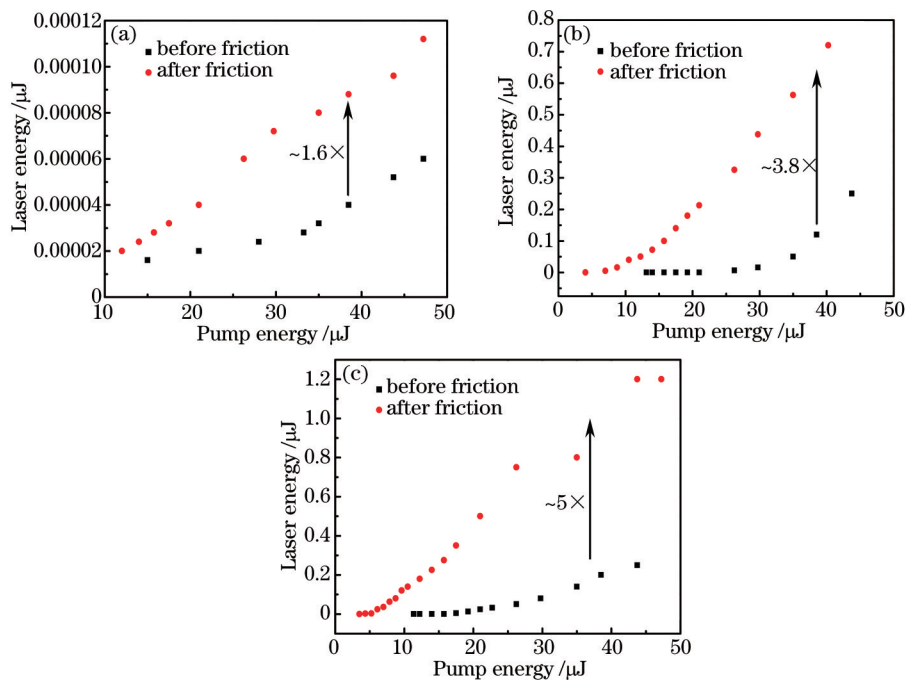 (a)
before friction
after friction
~1.6×
0.00012
0.00010
0.00008
0.00006
0.00004
0.00002
0
10 20 30 40 50
Laser energy /μJ
Pump energy /μJ
(b)
before friction
after friction
~3.8×
0.8
0.7
0.6
0.5
0.4
0.3
0.2
0.1
0
0 10 20 30 40 50
Laser energy /μJ
Pump energy /μJ
(c)
before friction
after friction
~5×
1.2
1.0
0.8
0.6
0.4
0.2
0
0 10 20 30 40 50
Laser energy /μJ
Pump energy /μJ